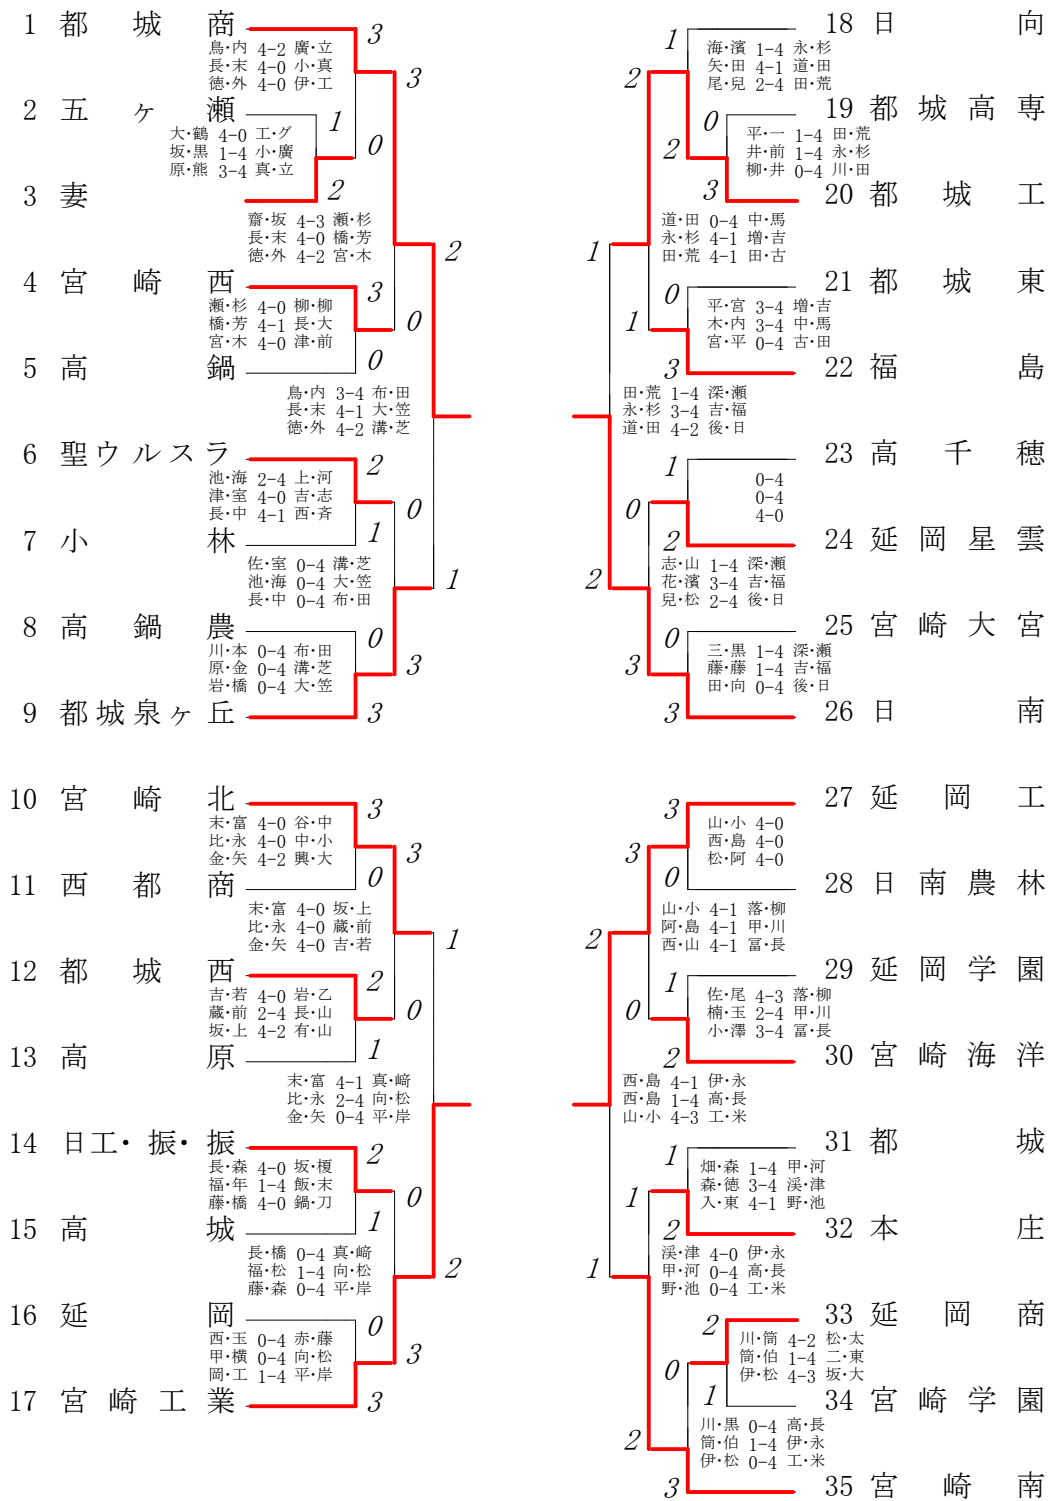 1 都城商
3
鳥・内 4-2 廣・立
長・末 4-0 小・真
徳・外 4-0 伊・工
3
2 五ヶ瀬
1
大・鶴 4-0 工・グ
坂・黒 1-4 小・廣
原・熊 3-4 真・立
0
3 妻
2
齋・坂 4-3 瀬・杉
長・末 4-0 橋・芳
徳・外 4-2 宮・木
2
4 宮崎西
3
瀬・杉 4-0 柳・柳
橋・芳 4-1 長・大
宮・木 4-0 津・前
0
5 高鍋
0
鳥・内 3-4 布・田
長・末 4-1 大・笠
徳・外 4-2 溝・芝
6 聖ウルスラ
2
池・海 2-4 上・河
津・室 4-0 吉・志
長・中 4-1 西・斉
0
7 小林
1
佐・室 0-4 溝・芝
池・海 0-4 大・笠
長・中 0-4 布・田
1
8 高鍋農
0
川・本 0-4 布・田
原・金 0-4 溝・芝
岩・橋 0-4 大・笠
3
9 都城泉ヶ丘
3
10 宮崎北
3
末・富 4-0 谷・中
比・永 4-0 中・小
金・矢 4-2 興・大
3
11 西都商
0
末・富 4-0 坂・上
比・永 4-0 蔵・前
金・矢 4-0 吉・若
1
12 都城西
2
吉・若 4-0 岩・乙
蔵・前 2-4 長・山
坂・上 4-2 有・山
0
13 高原
1
末・富 4-1 真・﨑
比・永 2-4 向・松
金・矢 0-4 平・岸
14 日工・振・振
2
長・森 4-0 坂・榎
福・年 1-4 飯・末
藤・橋 4-0 鍋・刀
0
15 高城
1
長・橋 0-4 真・﨑
福・松 1-4 向・松
藤・森 0-4 平・岸
2
16 延岡
0
西・玉 0-4 赤・藤
甲・横 0-4 向・松
岡・工 1-4 平・岸
3
17 宮崎工業
3
18 日向
1
海・濱 1-4 永・杉
矢・田 4-1 道・田
尾・兒 2-4 田・荒
2
19 都城高専
0
平・一 1-4 田・荒
井・前 1-4 永・杉
柳・井 0-4 川・田
2
20 都城工
3
道・田 0-4 中・馬
永・杉 4-1 増・吉
田・荒 4-1 田・古
1
21 都城東
0
平・宮 3-4 増・吉
木・内 3-4 中・馬
宮・平 0-4 古・田
1
22 福島
3
田・荒 1-4 深・瀬
永・杉 3-4 吉・福
道・田 4-2 後・日
23 高千穂
1
0-4
0-4
4-0
0
24 延岡星雲
2
志・山 1-4 深・瀬
花・濱 3-4 吉・福
兒・松 2-4 後・日
2
25 宮崎大宮
0
三・黒 1-4 深・瀬
藤・藤 1-4 吉・福
田・向 0-4 後・日
3
26 日南
3
27 延岡工
3
山・小 4-0
西・島 4-0
松・阿 4-0
3
28 日南農林
0
山・小 4-1 落・柳
阿・島 4-1 甲・川
西・山 4-1 冨・長
2
29 延岡学園
1
佐・尾 4-3 落・柳
楠・玉 2-4 甲・川
小・澤 3-4 冨・長
0
30 宮崎海洋
2
西・島 4-1 伊・永
西・島 1-4 高・長
山・小 4-3 工・米
31 都城
1
畑・森 1-4 甲・河
森・徳 3-4 渓・津
入・東 4-1 野・池
1
32 本庄
2
渓・津 4-0 伊・永
甲・河 0-4 高・長
野・池 0-4 工・米
1
33 延岡商
2
川・筒 4-2 松・太
筒・伯 1-4 二・東
伊・松 4-3 坂・大
0
34 宮崎学園
1
川・黒 0-4 高・長
筒・伯 1-4 伊・永
伊・松 0-4 工・米
2
35 宮崎南
3